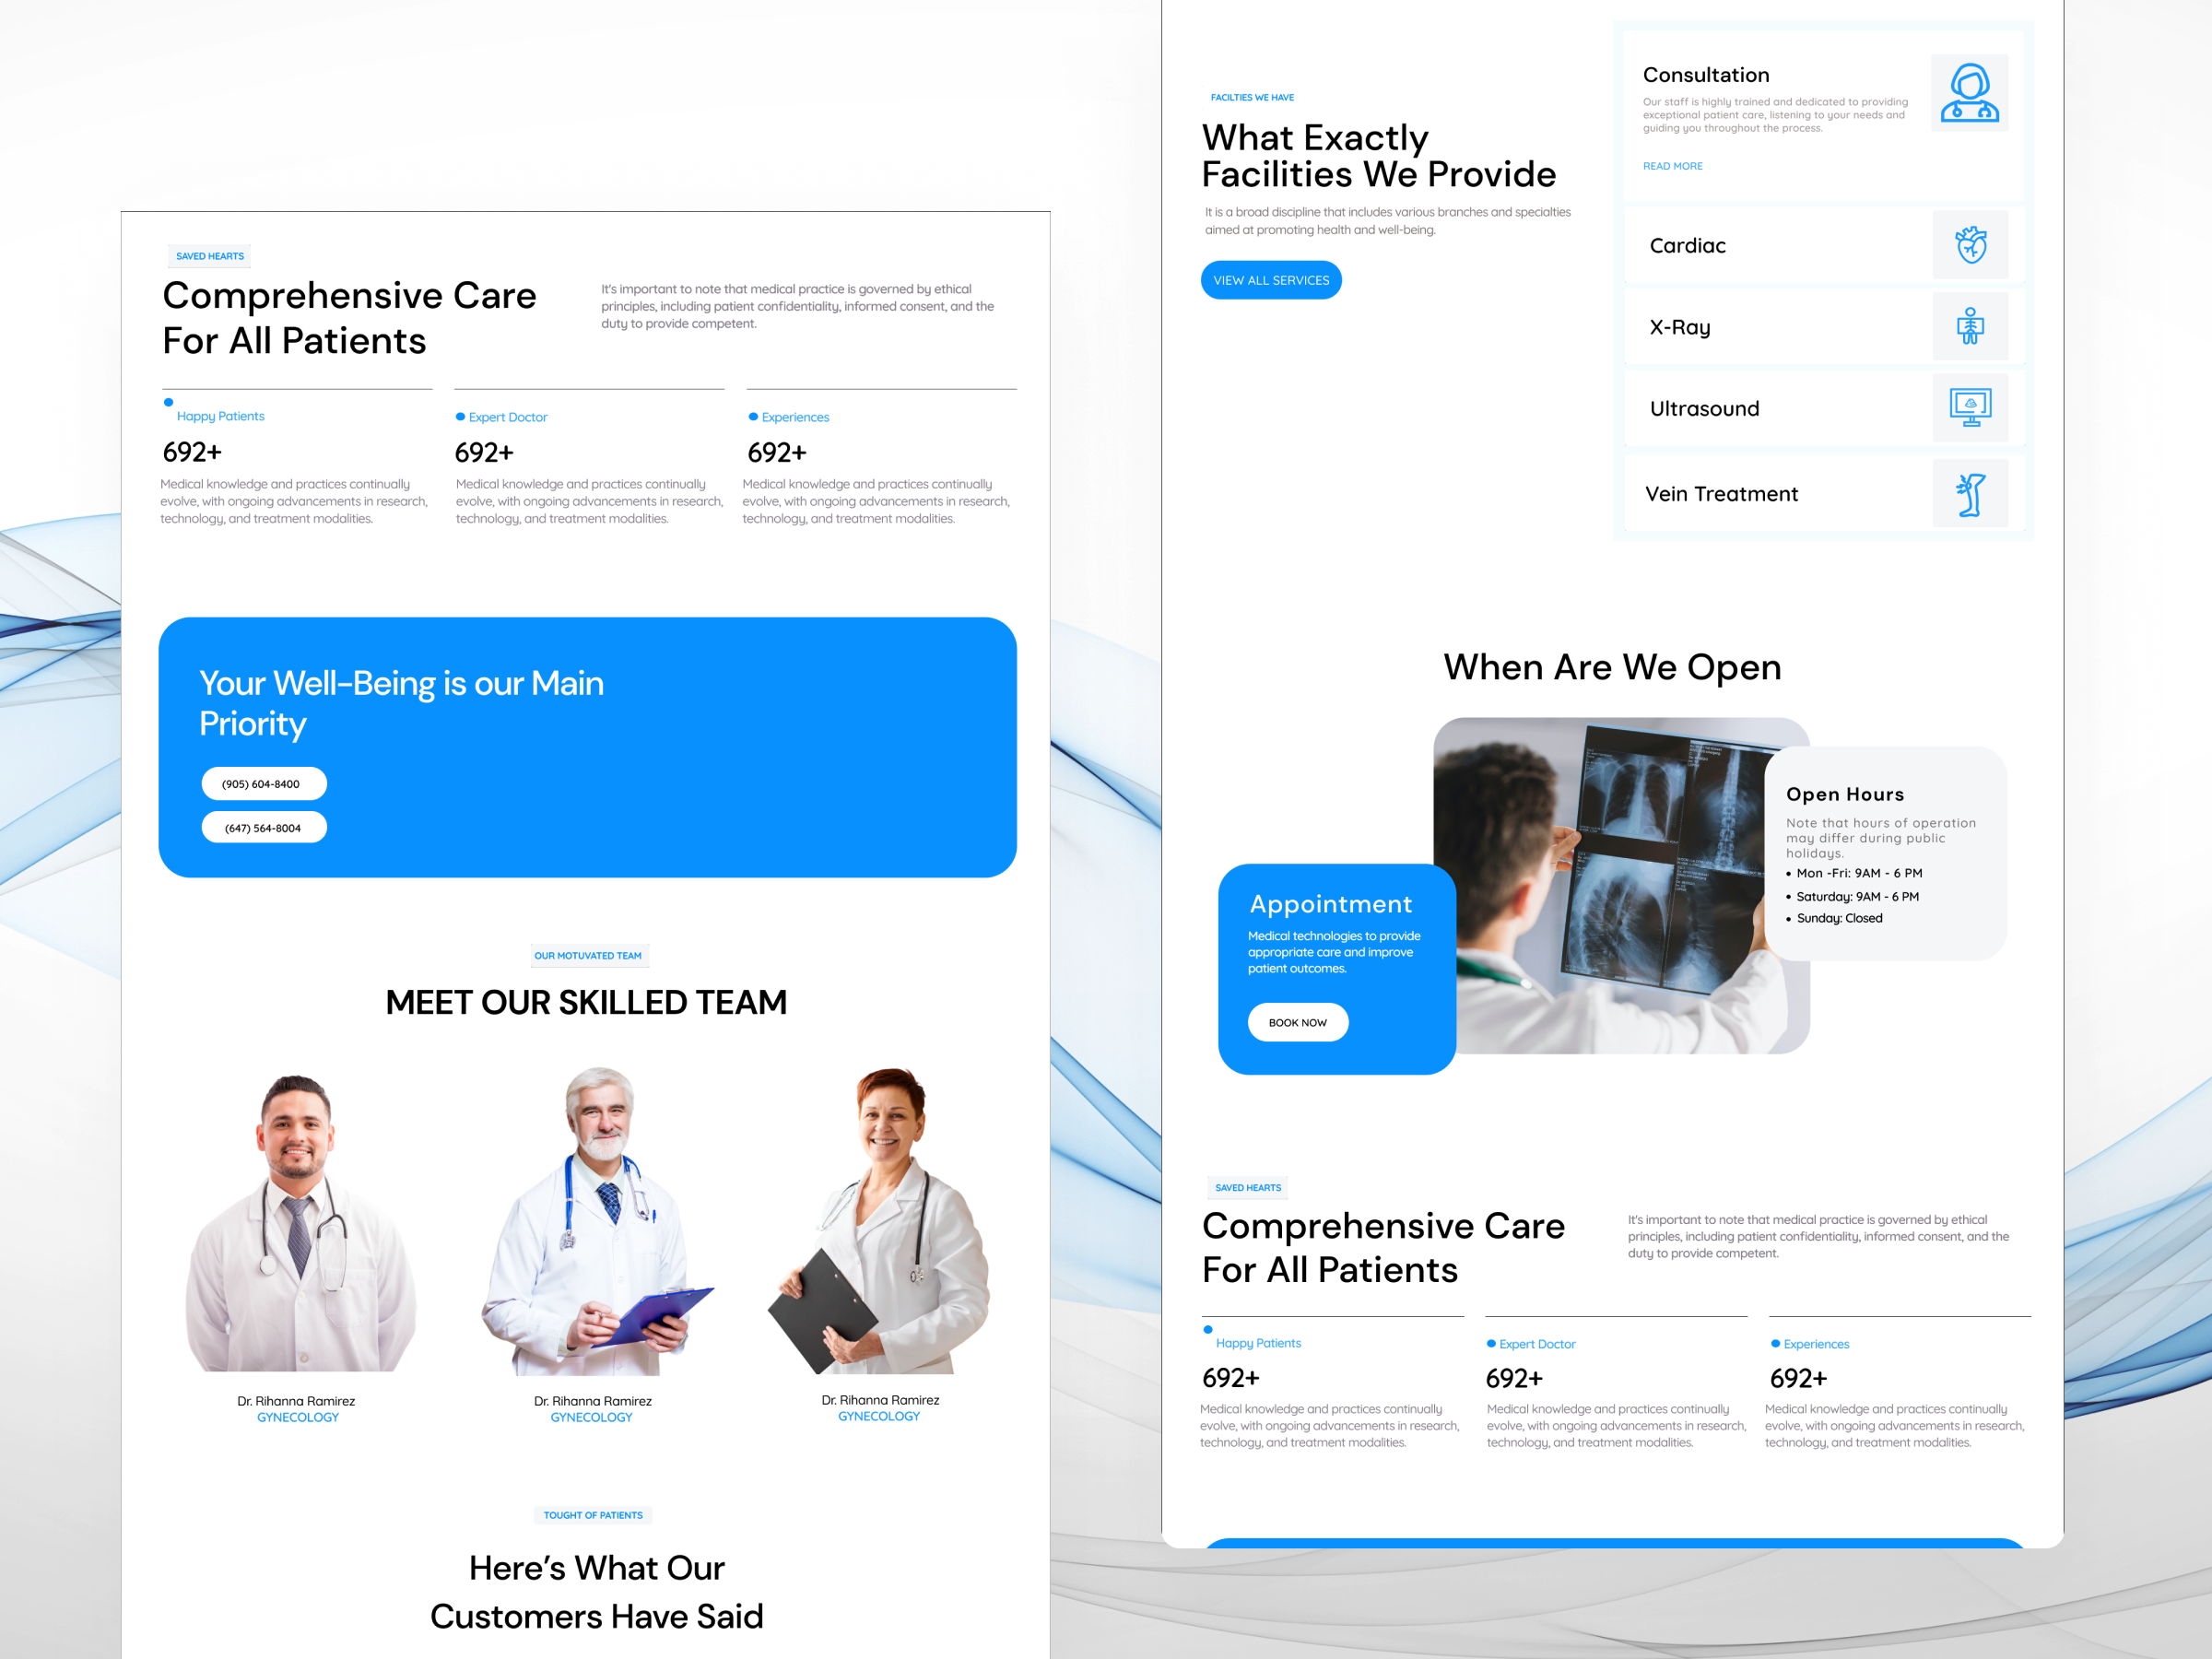 SAVED HEARTS
Comprehensive Care
For All Patients
It's important to note that medical practice is governed by ethical
principles, including patient confidentiality, informed consent, and the
duty to provide competent.
Happy Patients
692+
Medical knowledge and practices continually
evolve, with ongoing advancements in research,
technology, and treatment modalities.
Expert Doctor
692+
Medical knowledge and practices continually
evolve, with ongoing advancements in research,
technology, and treatment modalities.
Experiences
692+
Medical knowledge and practices continually
evolve, with ongoing advancements in research,
technology, and treatment modalities.
Your Well-Being is our Main
Priority
(905) 604-8400
(647) 564-8004
OUR MOTUVATED TEAM
MEET OUR SKILLED TEAM
Dr. Rihanna Ramirez
GYNECOLOGY
Dr. Rihanna Ramirez
GYNECOLOGY
Dr. Rihanna Ramirez
GYNECOLOGY
TOUGHT OF PATIENTS
Here's What Our
Customers Have Said
FACILTIES WE HAVE
What Exactly
Facilities We Provide
It is a broad discipline that includes various branches and specialties
aimed at promoting health and well-being.
VIEW ALL SERVICES
Consultation
Our staff is highly trained and dedicated to providing
exceptional patient care, listening to your needs and
guiding you throughout the process.
READ MORE
Cardiac
X-Ray
Ultrasound
Vein Treatment
When Are We Open
Appointment
Medical technologies to provide
appropriate care and improve
patient outcomes.
BOOK NOW
Open Hours
Note that hours of operation
may differ during public
holidays.
• Mon -Fri: 9AM - 6 PM
• Saturday: 9AM - 6 PM
• Sunday: Closed
SAVED HEARTS
Comprehensive Care
For All Patients
It's important to note that medical practice is governed by ethical
principles, including patient confidentiality, informed consent, and the
duty to provide competent.
Happy Patients
692+
Medical knowledge and practices continually
evolve, with ongoing advancements in research,
technology, and treatment modalities.
Expert Doctor
692+
Medical knowledge and practices continually
evolve, with ongoing advancements in research,
technology, and treatment modalities.
Experiences
692+
Medical knowledge and practices continually
evolve, with ongoing advancements in research,
technology, and treatment modalities.